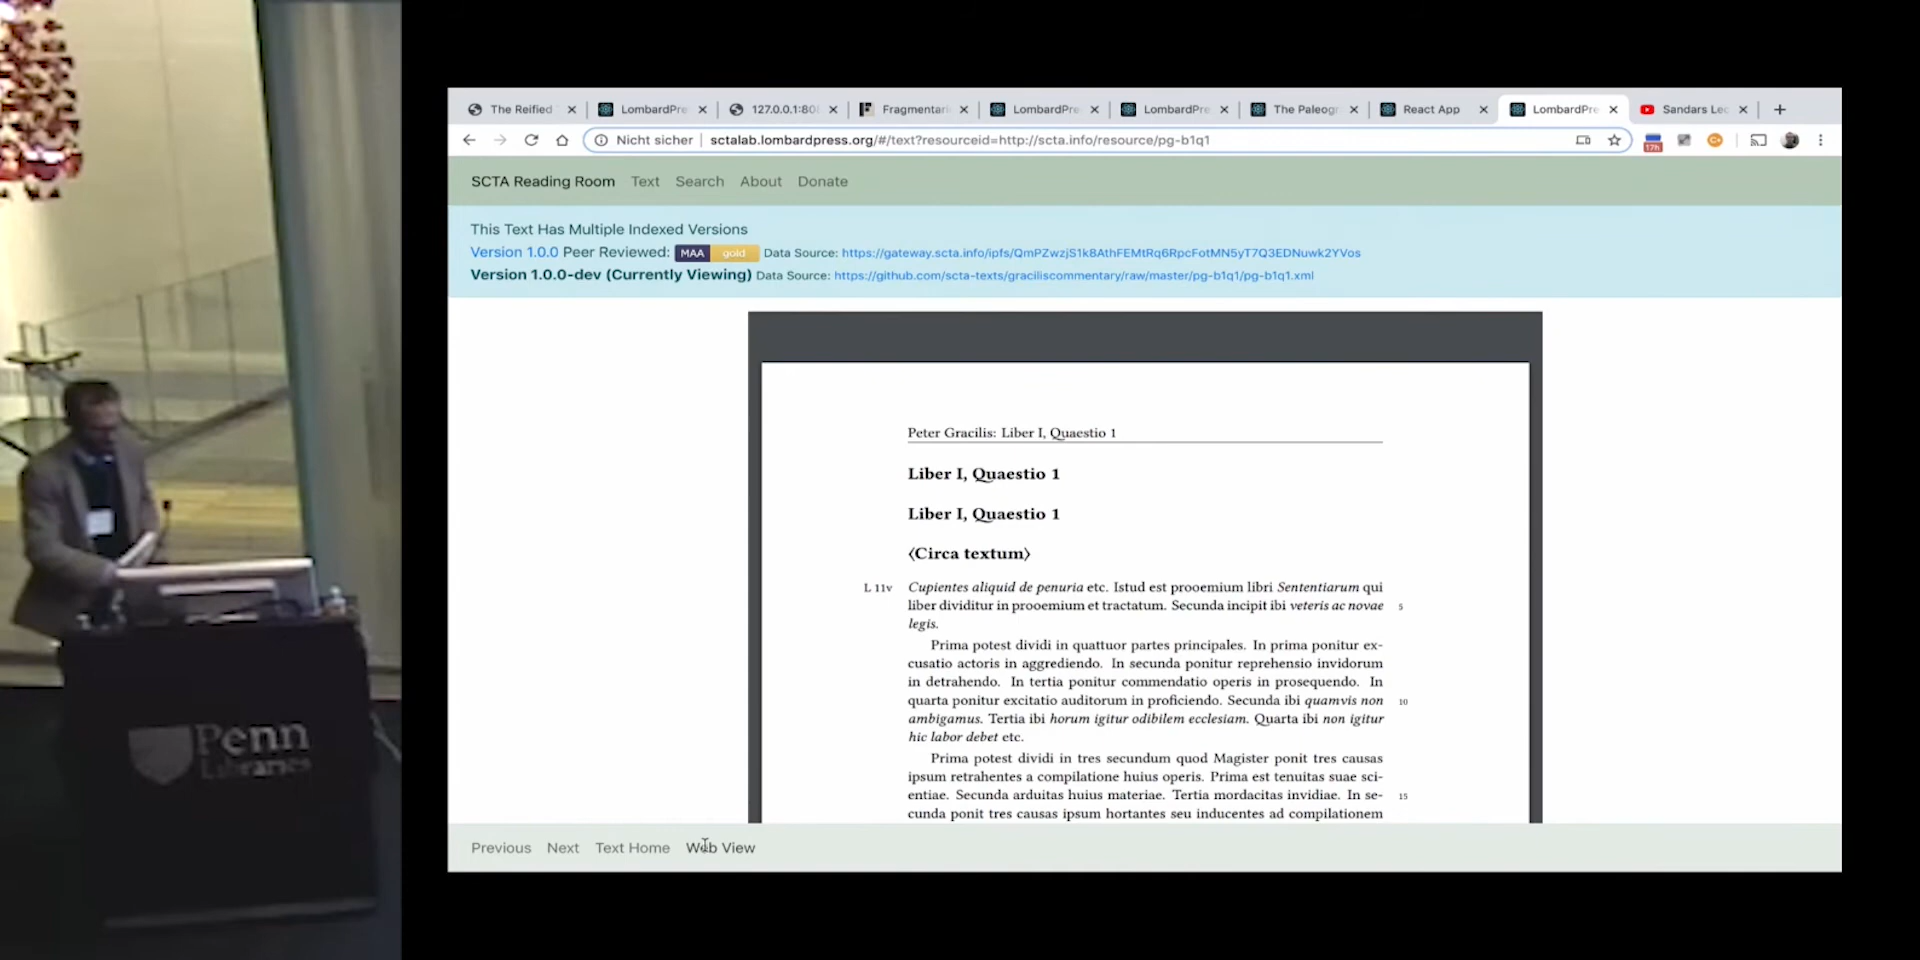 The Reified
LombardPre
127.0.0.1:80
Fragmentari
LombardPre
LombardPre
The Paleogr
React App
LombardPre
Sandars Lec
Nicht sicher
sctalab.lombardpress.org/#/text?resourceid=http://scta.info/resource/pg-b1q1
17h
SCTA Reading Room Text Search About Donate
This Text Has Multiple Indexed Versions
Version 1.0.0 Peer Reviewed: MAA gold Data Source: https://gateway.scta.info/ipfs/QmPZwzjS1k8AthFEMtRq6RpcFotMN5yT7Q3EDNuwk2YVos
Version 1.0.0-dev (Currently Viewing) Data Source: https://github.com/scta-texts/graciliscommentary/raw/master/pg-b1q1/pg-b1q1.xml
Peter Gracilis: Liber I, Quaestio 1
Liber I, Quaestio 1
Liber I, Quaestio 1
⟨Circa textum⟩
L 11v Cupientes aliquid de penuria etc. Istud est prooemium libri Sententiarum qui
liber dividitur in prooemium et tractatum. Secunda incipit ibi veteris ac novae 5
legis.
Prima potest dividi in quattuor partes principales. In prima ponitur ex-
cusatio actoris in aggrediendo. In secunda ponitur reprehensio invidorum
in detrahendo. In tertia ponitur commendatio operis in prosequendo. In
quarta ponitur excitatio auditorum in proficiendo. Secunda ibi quamvis non 10
ambigamus. Tertia ibi horum igitur odibilem ecclesiam. Quarta ibi non igitur
hic labor debet etc.
Prima potest dividi in tres secundum quod Magister ponit tres causas
ipsum retrahentes a compilatione huius operis. Prima est tenuitas suae sci-
entiae. Secunda arduitas huius materiae. Tertia mordacitas invidiae. In se- 15
cunda ponit tres causas ipsum hortantes seu inducentes ad compilationem
Previous Next Text Home Web View
Penn
Libraries